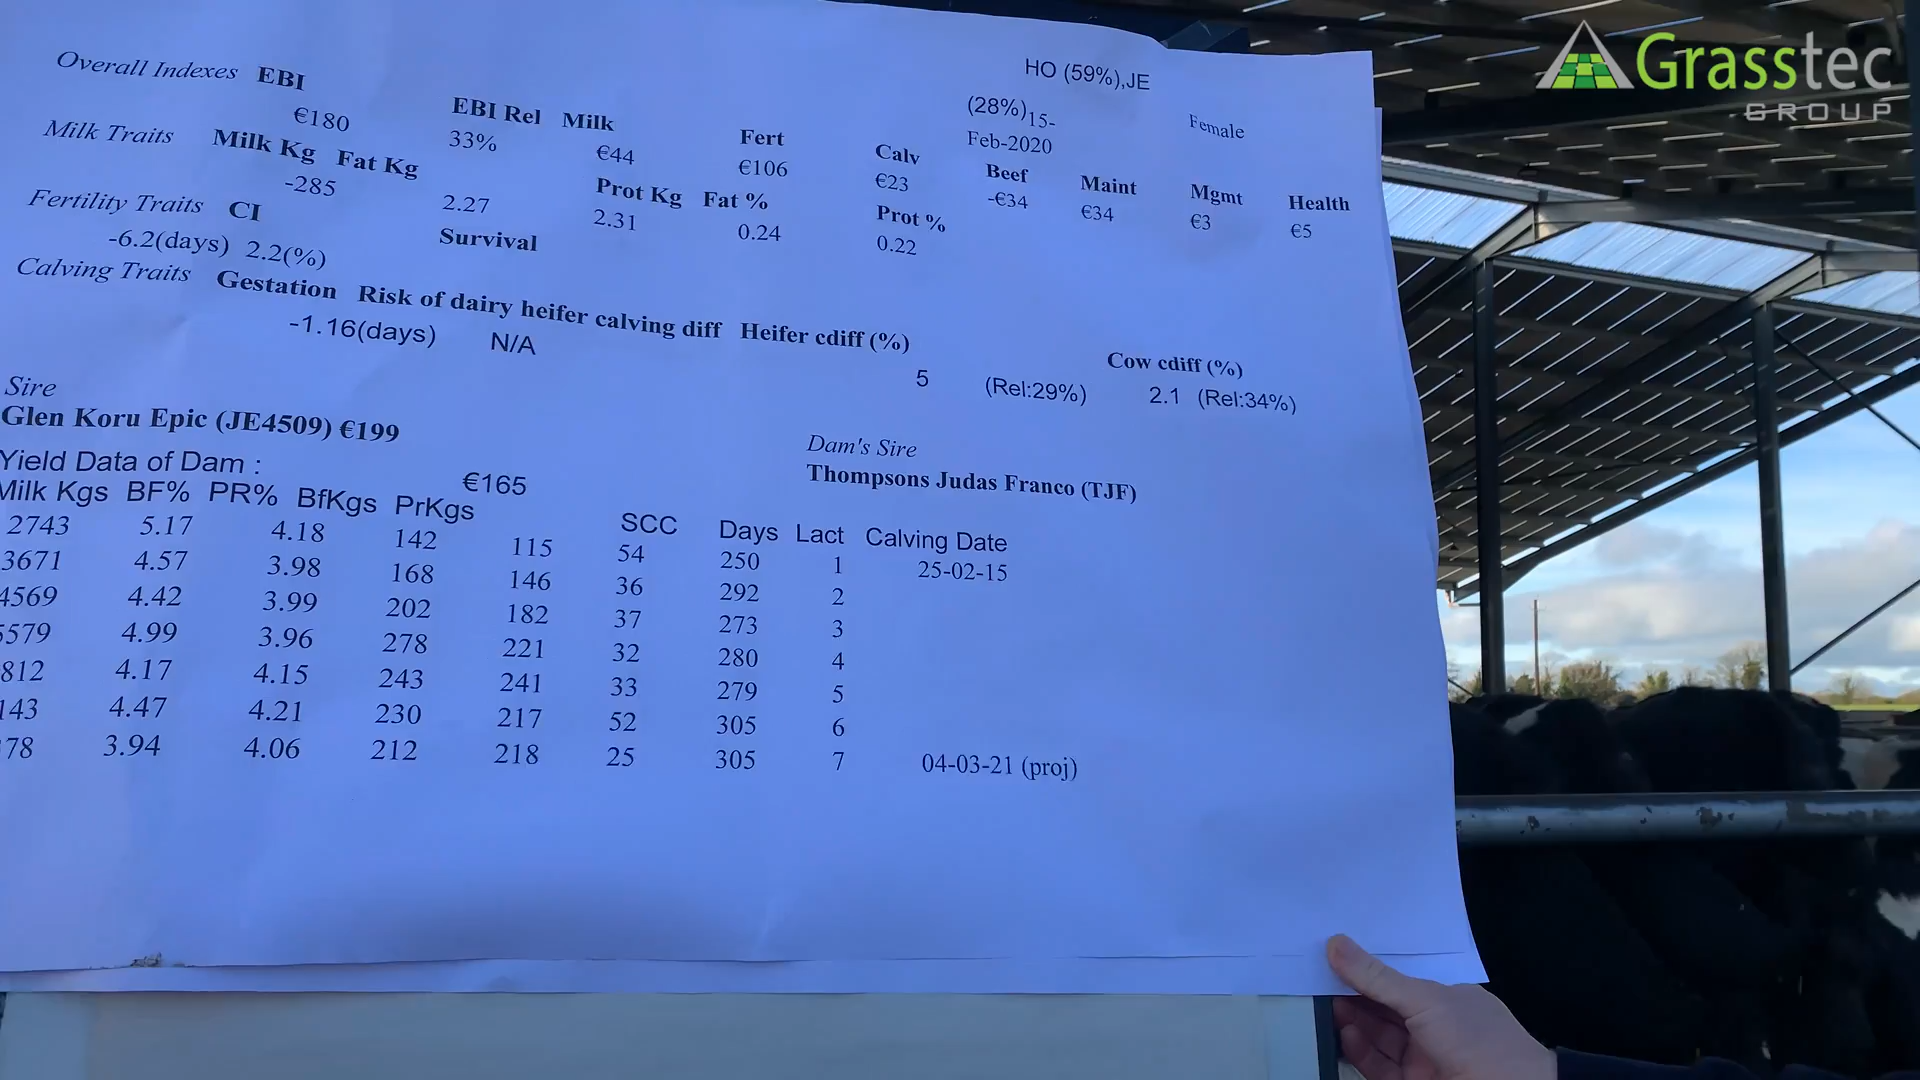 Grasstec
GROUP
HO (59%),JE
(28%)15-
Feb-2020
Female
Overall Indexes EBI EBI Rel Milk Fert Calv Beef Maint Mgmt Health
€180 33% €44 €106 €23 -€34 €34 €3 €5
Milk Traits Milk Kg Fat Kg Prot Kg Fat % Prot %
-285 2.27 2.31 0.24 0.22
Fertility Traits CI Survival
-6.2(days) 2.2(%)
Calving Traits Gestation Risk of dairy heifer calving diff Heifer cdiff (%) Cow cdiff (%)
-1.16(days) N/A 5 (Rel:29%) 2.1 (Rel:34%)
Sire
Glen Koru Epic (JE4509) €199
Dam's Sire
Thompsons Judas Franco (TJF)
Yield Data of Dam : €165
Milk Kgs BF% PR% BfKgs PrKgs SCC Days Lact Calving Date
2743 5.17 4.18 142 115 54 250 1 25-02-15
3671 4.57 3.98 168 146 36 292 2
4569 4.42 3.99 202 182 37 273 3
5579 4.99 3.96 278 221 32 280 4
812 4.17 4.15 243 241 33 279 5
143 4.47 4.21 230 217 52 305 6
78 3.94 4.06 212 218 25 305 7 04-03-21 (proj)